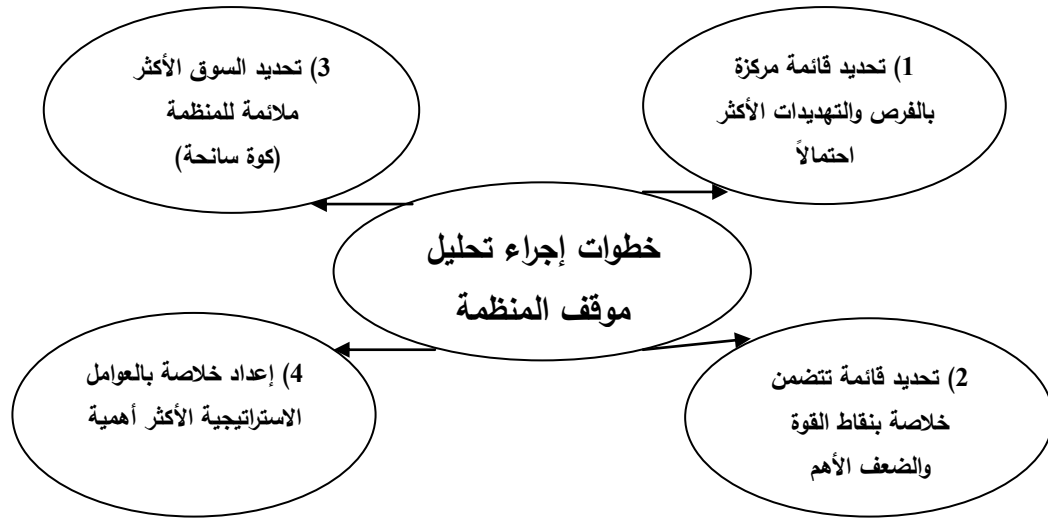 خطوات إجراء تحليل
موقف المنظمة
1) تحديد قائمة مركزة
بالفرص والتهديدات الأكثر
احتمالاً
2) تحديد قائمة تتضمن
خلاصة بنقاط القوة
والضعف الأهم
3) تحديد السوق الأكثر
ملائمة للمنظمة
(كوة سانحة)
4) إعداد خلاصة بالعوامل
الاستراتيجية الأكثر أهمية